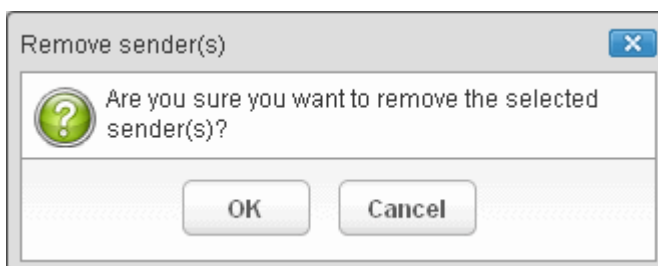 Remove sender(s)
Are you sure you want to remove the selected
sender(s)?
OK Cancel